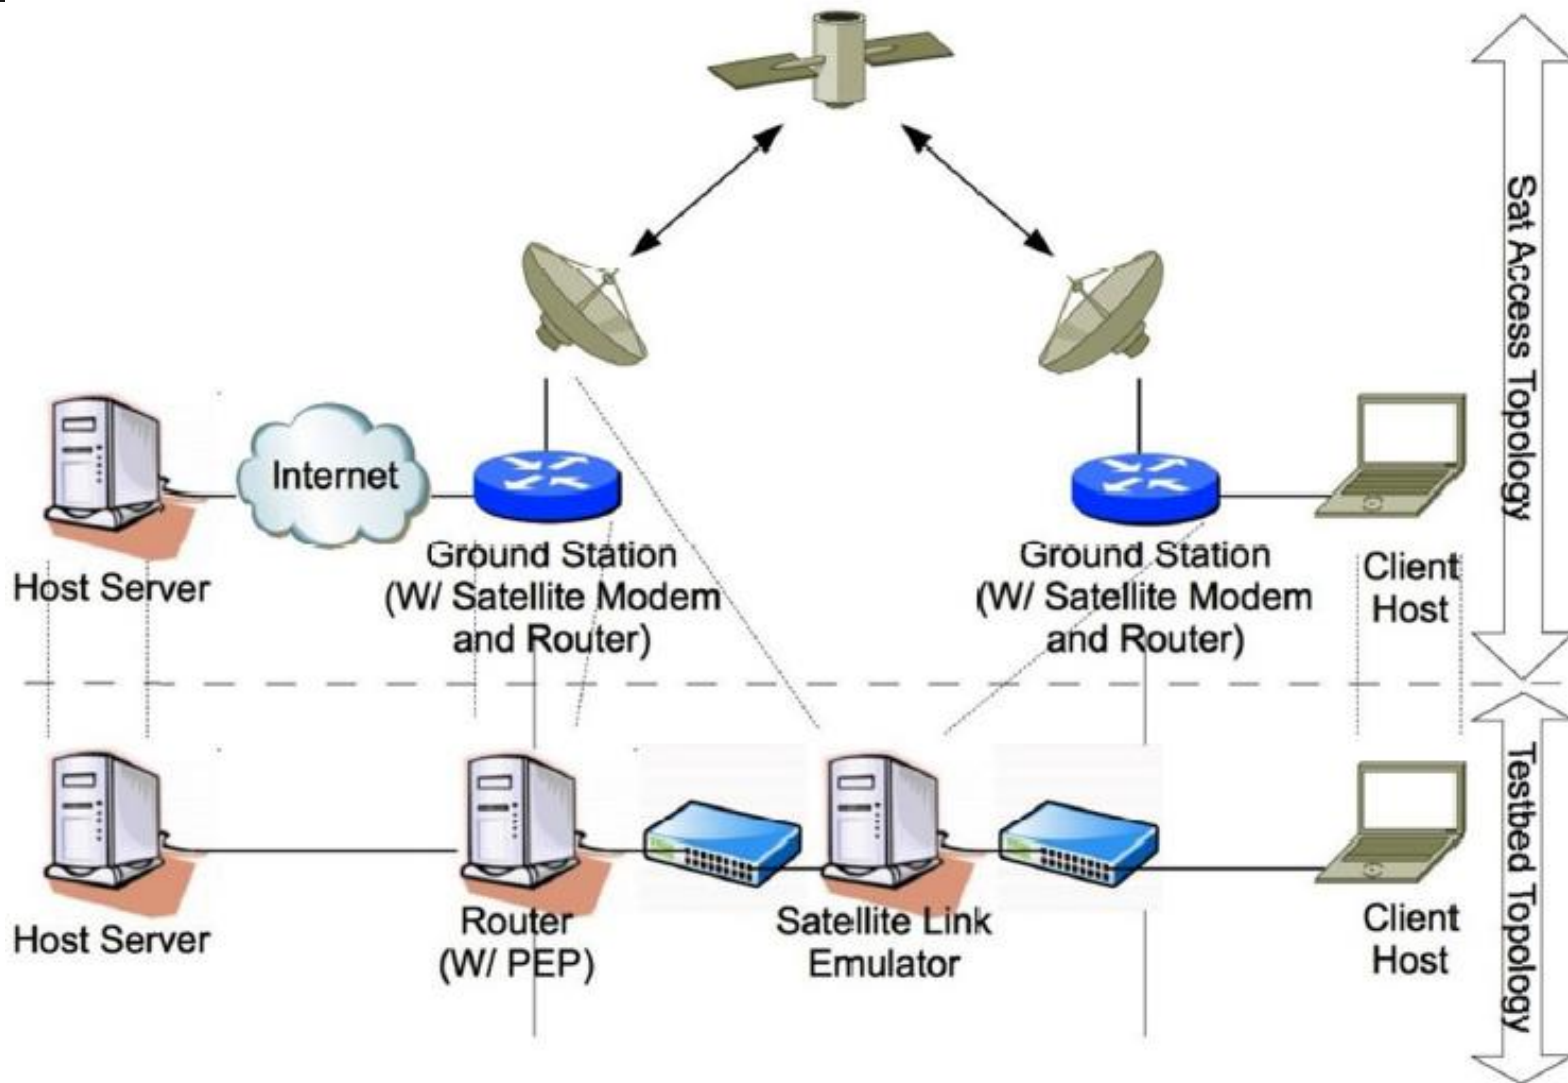 Sat Access Topology
Internet
Host Server
Ground Station
(W/ Satellite Modem
and Router)
Ground Station
(W/ Satellite Modem
and Router)
Client
Host
Testbed Topology
Host Server
Router
(W/ PEP)
Satellite Link
Emulator
Client
Host